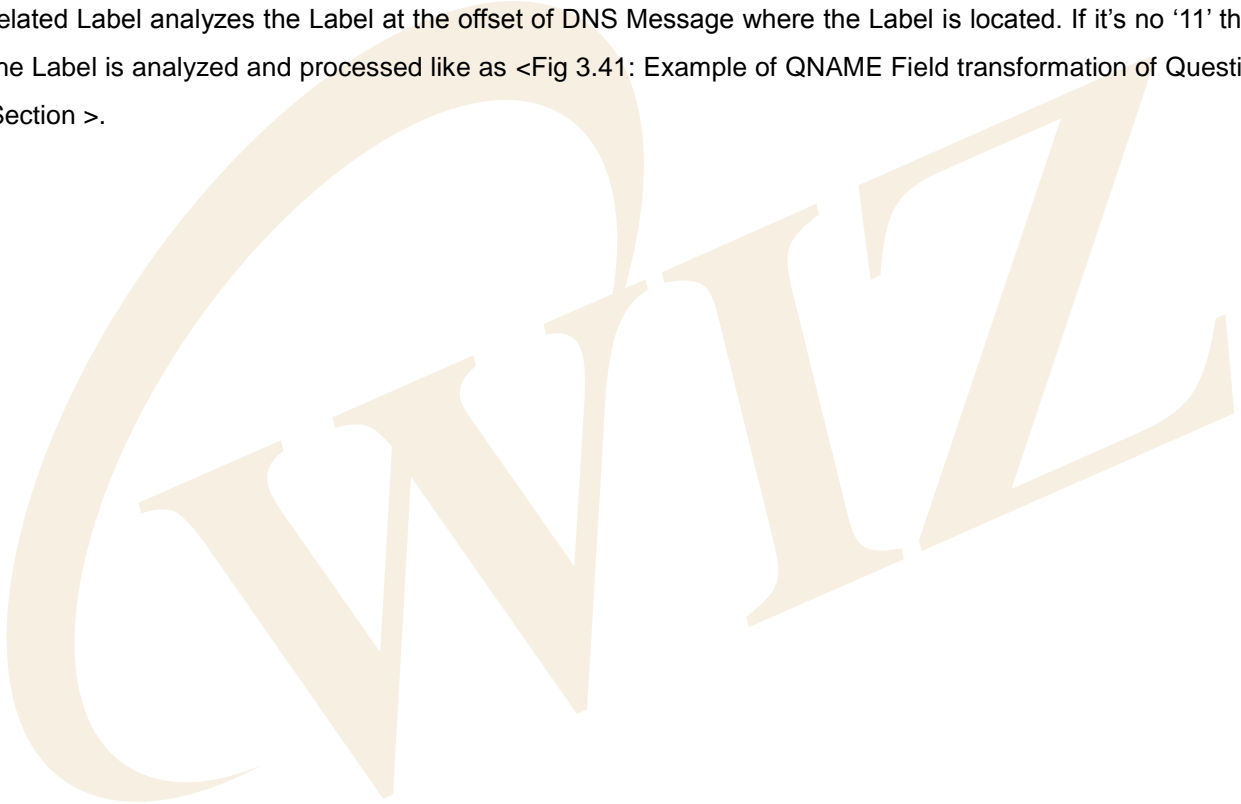 elated Label analyzes the Label at the offset of DNS Message where the Label is located. If it’s no ‘11’ th
ne Label is analyzed and processed like as <Fig 3.41: Example of QNAME Field transformation of Questi
Section >.
WIZ